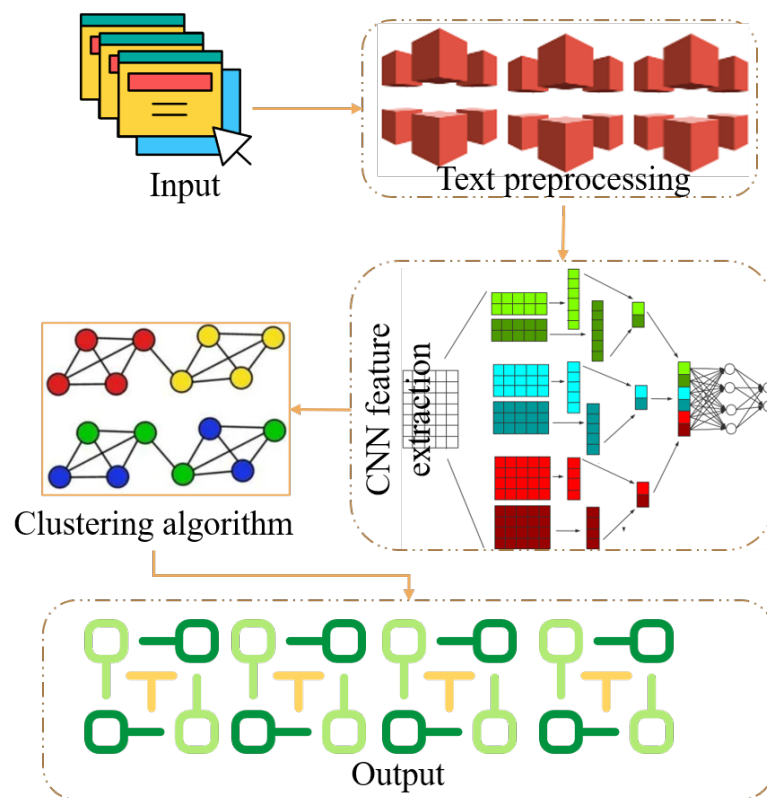 Input
Text preprocessing
CNN feature
extraction
Clustering algorithm
Output